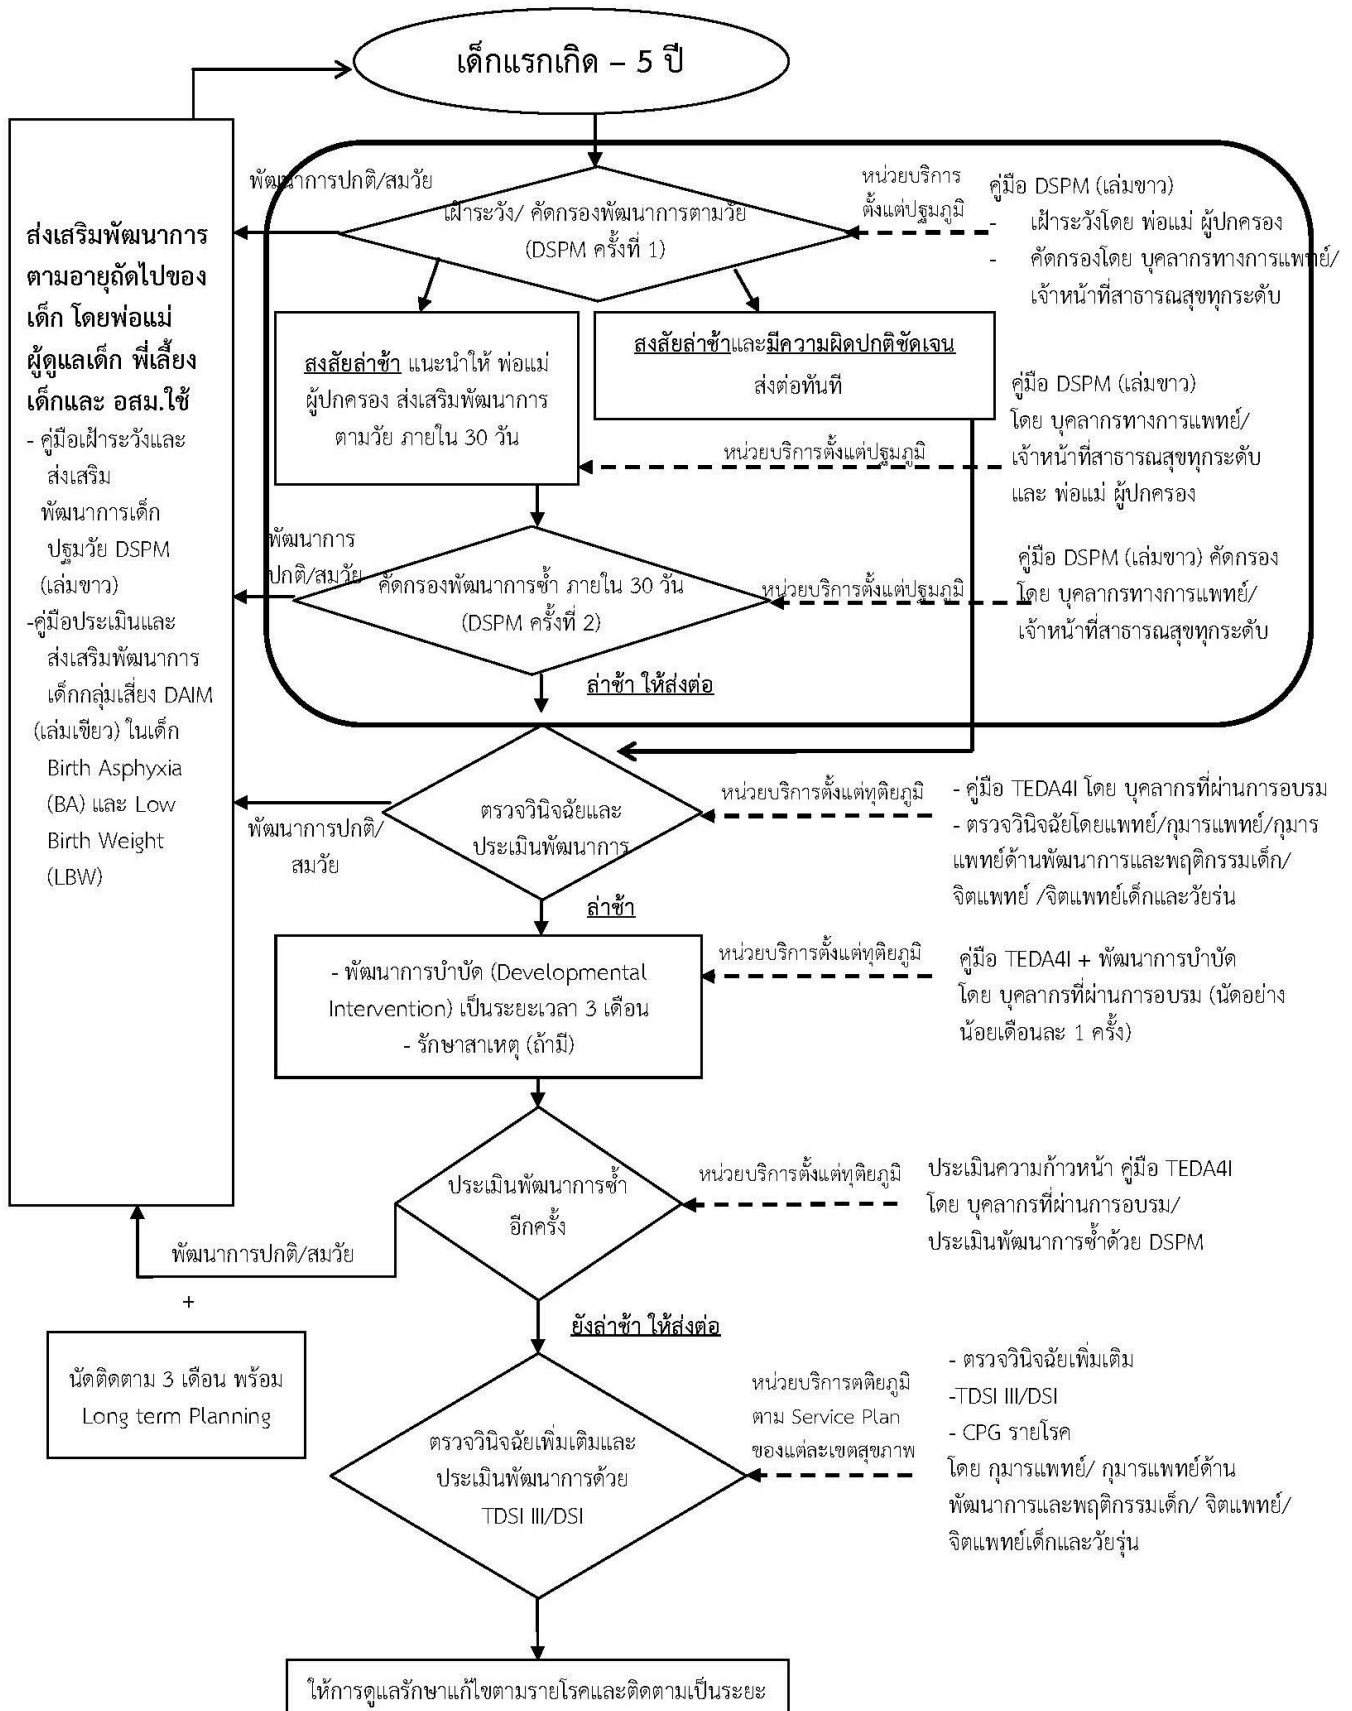 เด็กแรกเกิด – 5 ปี
พัฒนาการปกติ/สมวัย
เฝ้าระวัง/ คัดกรองพัฒนาการตามวัย
(DSPM ครั้งที่ 1)
หน่วยบริการ
ตั้งแต่ปฐมภูมิ
คู่มือ DSPM (เล่มขาว)
- เฝ้าระวังโดย พ่อแม่ ผู้ปกครอง
- คัดกรองโดย บุคลากรทางการแพทย์/
เจ้าหน้าที่สาธารณสุขทุกระดับ
ส่งเสริมพัฒนาการ
ตามอายุถัดไปของ
เด็ก โดยพ่อแม่
ผู้ดูแลเด็ก พี่เลี้ยง
เด็กและ อสม.ใช้
- คู่มือเฝ้าระวังและ
ส่งเสริม
พัฒนาการเด็ก
ปฐมวัย DSPM
(เล่มขาว)
-คู่มือประเมินและ
ส่งเสริมพัฒนาการ
เด็กกลุ่มเสี่ยง DAIM
(เล่มเขียว) ในเด็ก
Birth Asphyxia
(BA) และ Low
Birth Weight
(LBW)
สงสัยล่าช้า แนะนำให้ พ่อแม่
ผู้ปกครอง ส่งเสริมพัฒนาการ
ตามวัย ภายใน 30 วัน
สงสัยล่าช้าและมีความผิดปกติชัดเจน
ส่งต่อทันที
หน่วยบริการตั้งแต่ปฐมภูมิ
คู่มือ DSPM (เล่มขาว)
โดย บุคลากรทางการแพทย์/
เจ้าหน้าที่สาธารณสุขทุกระดับ
และ พ่อแม่ ผู้ปกครอง
พัฒนาการ
ปกติ/สมวัย
คัดกรองพัฒนาการซ้ำ ภายใน 30 วัน
(DSPM ครั้งที่ 2)
หน่วยบริการตั้งแต่ปฐมภูมิ
คู่มือ DSPM (เล่มขาว) คัดกรอง
โดย บุคลากรทางการแพทย์/
เจ้าหน้าที่สาธารณสุขทุกระดับ
ล่าช้า ให้ส่งต่อ
ตรวจวินิจฉัยและ
ประเมินพัฒนาการ
พัฒนาการปกติ/
สมวัย
หน่วยบริการตั้งแต่ทุติยภูมิ
- คู่มือ TEDA4I โดย บุคลากรที่ผ่านการอบรม
- ตรวจวินิจฉัยโดยแพทย์/กุมารแพทย์/กุมาร
แพทย์ด้านพัฒนาการและพฤติกรรมเด็ก/
จิตแพทย์ /จิตแพทย์เด็กและวัยรุ่น
ล่าช้า
- พัฒนาการบำบัด (Developmental
Intervention) เป็นระยะเวลา 3 เดือน
- รักษาสาเหตุ (ถ้ามี)
หน่วยบริการตั้งแต่ทุติยภูมิ
คู่มือ TEDA4I + พัฒนาการบำบัด
โดย บุคลากรที่ผ่านการอบรม (นัดอย่าง
น้อยเดือนละ 1 ครั้ง)
ประเมินพัฒนาการซ้ำ
อีกครั้ง
หน่วยบริการตั้งแต่ทุติยภูมิ
ประเมินความก้าวหน้า คู่มือ TEDA4I
โดย บุคลากรที่ผ่านการอบรม/
ประเมินพัฒนาการซ้ำด้วย DSPM
พัฒนาการปกติ/สมวัย
+
นัดติดตาม 3 เดือน พร้อม
Long term Planning
ยังล่าช้า ให้ส่งต่อ
ตรวจวินิจฉัยเพิ่มเติมและ
ประเมินพัฒนาการด้วย
TDSI III/DSI
หน่วยบริการตติยภูมิ
ตาม Service Plan
ของแต่ละเขตสุขภาพ
- ตรวจวินิจฉัยเพิ่มเติม
-TDSI III/DSI
- CPG รายโรค
โดย กุมารแพทย์/ กุมารแพทย์ด้าน
พัฒนาการและพฤติกรรมเด็ก/ จิตแพทย์/
จิตแพทย์เด็กและวัยรุ่น
ให้การดูแลรักษาแก้ไขตามรายโรคและติดตามเป็นระยะ